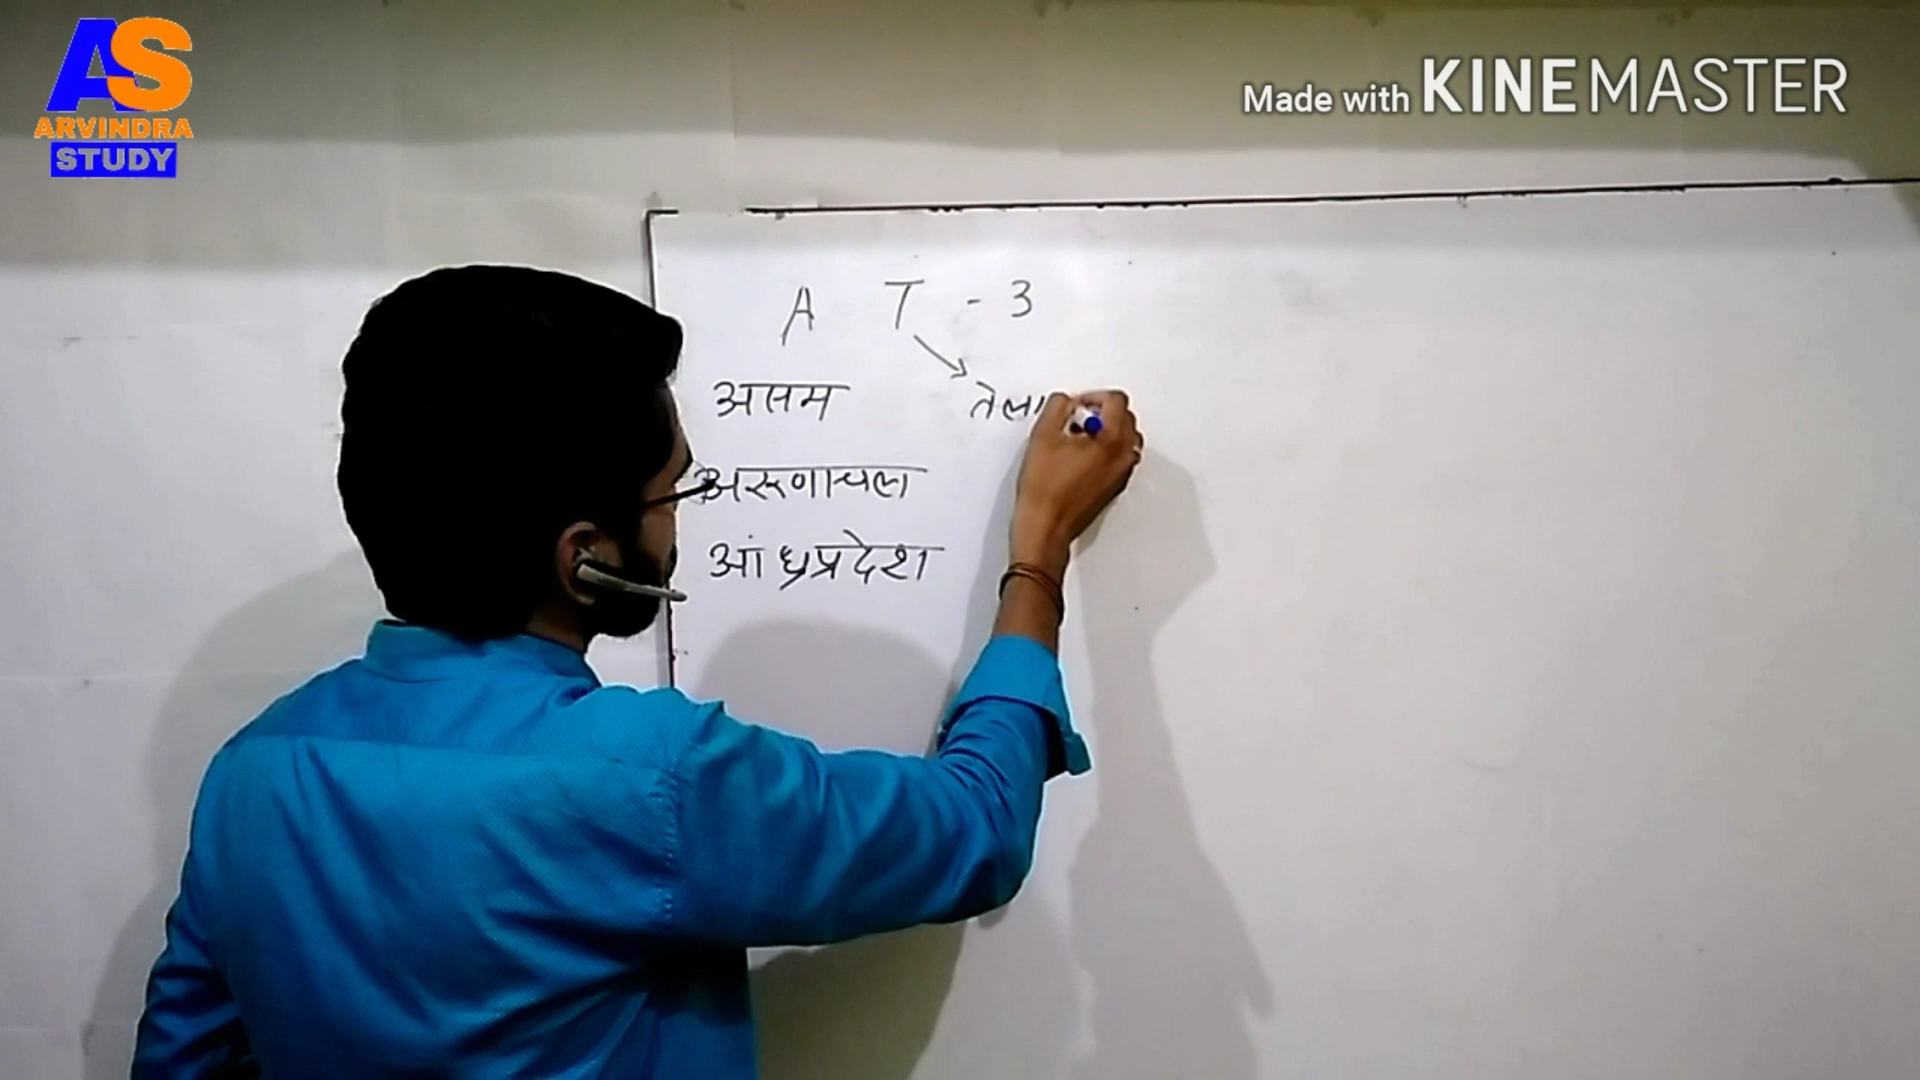 AS
ARVINDRA
STUDY
Made with KINEMASTER
A T - 3
असम
अरूणाचल
आंध्रप्रदेश